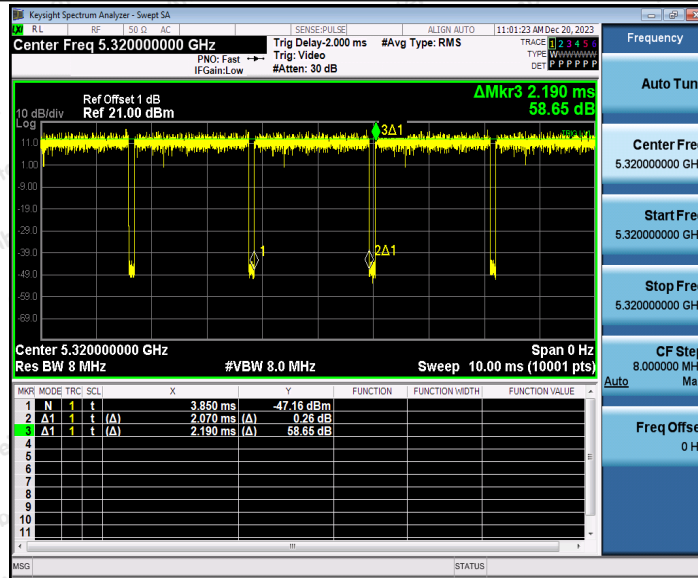 Keysight Spectrum Analyzer - Swept SA
LXI RL RF 50 Ω AC SENSE:PULSE ALIGN AUTO 11:01:23 AM Dec 20, 2023
Center Freq 5.320000000 GHz
PNO: Fast
IFGain:Low
Trig Delay-2.000 ms
Trig: Video
#Atten: 30 dB
#Avg Type: RMS
TRACE 1 2 3 4 5 6
TYPE WWWWWW
DET P P P P P P
ΔMkr3 2.190 ms
58.65 dB
Ref Offset 1 dB
10 dB/div Ref 21.00 dBm
Log
11.0
1.00
-9.00
-19.0
-29.0
-39.0
-49.0
-59.0
-69.0
3Δ1
1
2Δ1
Center 5.320000000 GHz Span 0 Hz
Res BW 8 MHz #VBW 8.0 MHz Sweep 10.00 ms (10001 pts)
MKR MODE TRC SCL X Y FUNCTION FUNCTION WIDTH FUNCTION VALUE
1 N 1 t 3.850 ms -47.16 dBm
2 Δ1 1 t (Δ) 2.070 ms (Δ) 0.26 dB
3 Δ1 1 t (Δ) 2.190 ms (Δ) 58.65 dB
4
5
6
7
8
9
10
11
MSG STATUS
Frequency
Auto Tun
Center Fre
5.320000000 GH
Start Fre
5.320000000 GH
Stop Fre
5.320000000 GH
CF Step
8.000000 MH
Auto Ma
Freq Offse
0 H